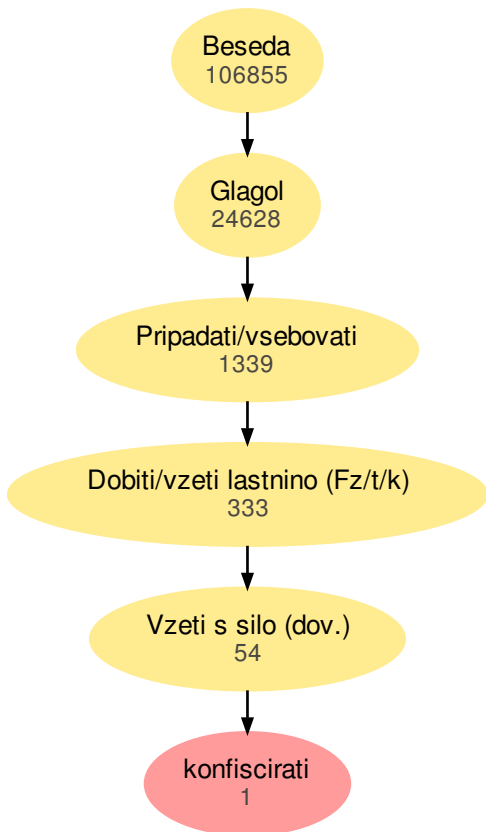 Beseda
106855
Glagol
24628
Pripadati/vsebovati
1339
Dobiti/vzeti lastnino (Fz/t/k)
333
Vzeti s silo (dov.)
54
konfiscirati
1